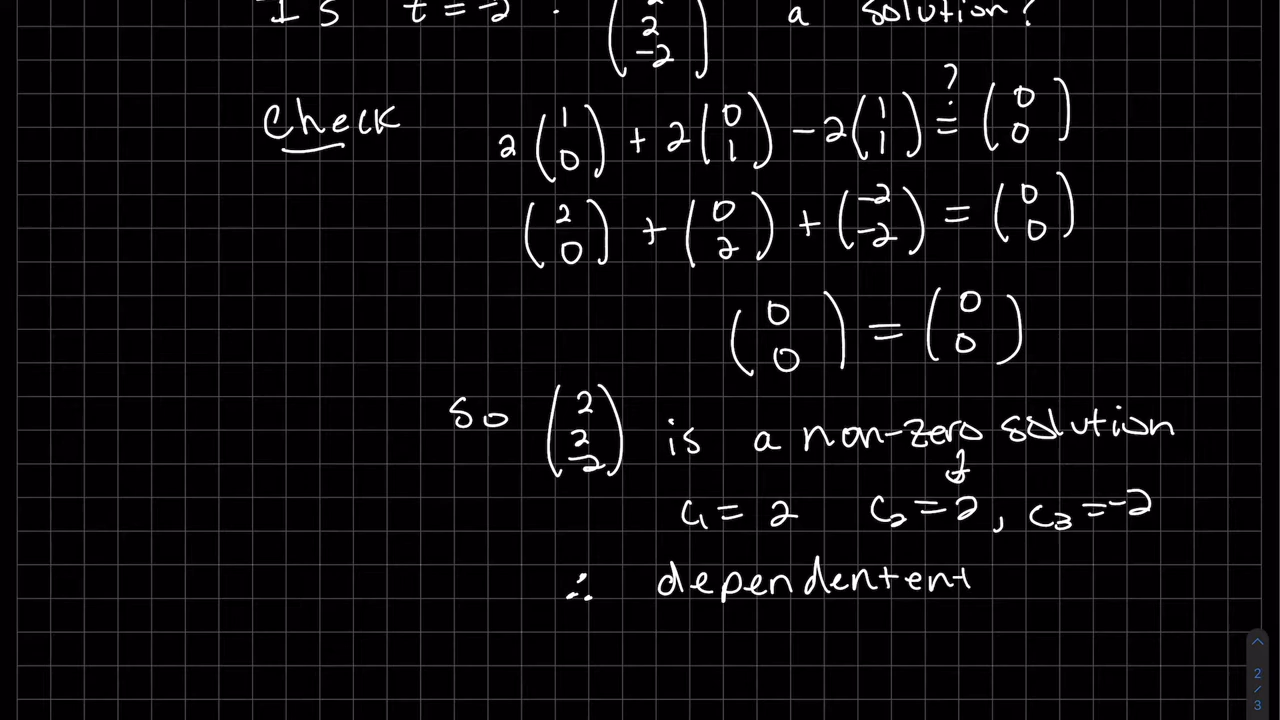 Is t = -2 : (2 2 -2) a solution?
Check 2(1 0) + 2(0 1) - 2(1 1) ?= (0 0)
(2 0) + (0 2) + (-2 -2) = (0 0)
(0 0) = (0 0)
So (2 2 -2) is a non-zero solution
c₁ = 2 c₂ = 2, c₃ = -2
∴ dependentent
2
/
3